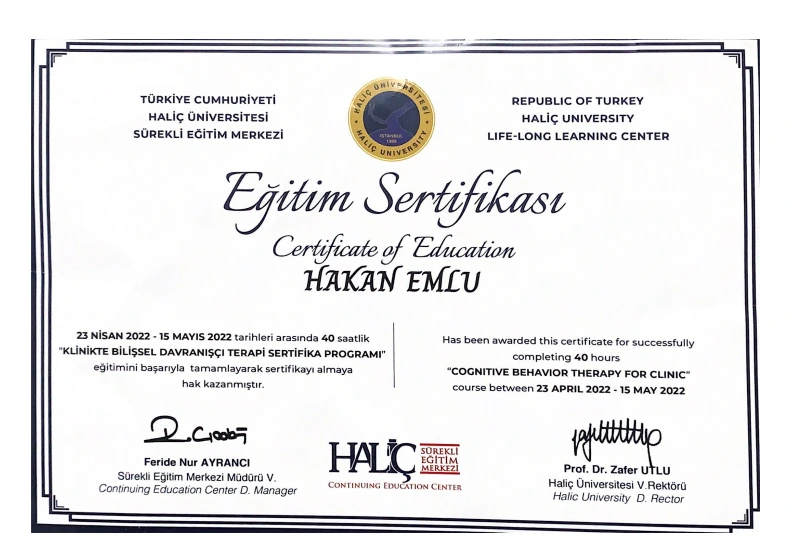 TÜRKİYE CUMHURİYETİ
HALİÇ ÜNİVERSİTESİ
SÜREKLİ EĞİTİM MERKEZİ
HALİÇ ÜNİVERSİTESİ
İSTANBUL
HALİÇ UNIVERSITY
REPUBLIC OF TURKEY
HALİÇ UNIVERSITY
LIFE-LONG LEARNING CENTER
Eğitim Sertifikası
Certificate of Education
HAKAN EMLU
23 NİSAN 2022 - 15 MAYIS 2022 tarihleri arasında 40 saatlik
"KLİNİKTE BİLİŞSEL DAVRANIŞÇI TERAPİ SERTİFİKA PROGRAMI"
eğitimini başarıyla tamamlayarak sertifikayı almaya
hak kazanmıştır.
Has been awarded this certificate for successfully
completing 40 hours
"COGNITIVE BEHAVIOR THERAPY FOR CLINIC"
course between 23 APRIL 2022 - 15 MAY 2022
Feride Nur AYRANCI
Sürekli Eğitim Merkezi Müdürü V.
Continuing Education Center D. Manager
HALİÇ
SÜREKLİ
EĞİTİM
MERKEZİ
CONTINUING EDUCATION CENTER
Prof. Dr. Zafer UTLU
Haliç Üniversitesi V.Rektörü
Halic University D. Rector